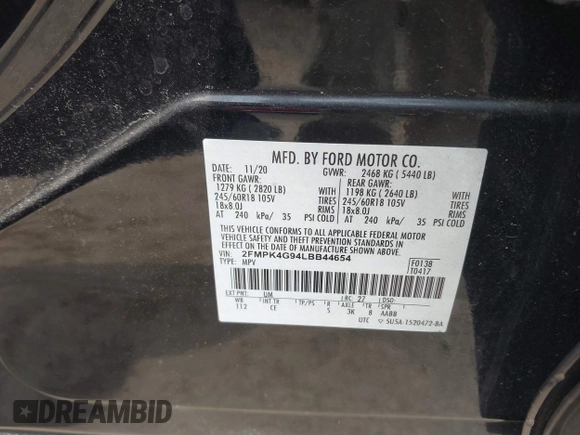 MFD. BY FORD MOTOR CO.
DATE: 11/20 GVWR: 2468 KG ( 5440 LB)
FRONT GAWR: REAR GAWR:
1279 KG ( 2820 LB) WITH 1198 KG ( 2640 LB) WITH
245/60R18 105V TIRES 245/60R18 105V TIRES
18x8.0J RIMS 18x8.0J RIMS
AT 240 kPa/ 35 PSI COLD AT 240 kPa/ 35 PSI COLD
THIS VEHICLE CONFORMS TO ALL APPLICABLE FEDERAL MOTOR
VEHICLE SAFETY AND THEFT PREVENTION STANDARDS IN
EFFECT ON THE DATE OF MANUFACTURE SHOWN ABOVE.
VIN: 2FMPK4G94LBB44654
TYPE: MPV
F0138
T0417
EXT PNT: UM RC: 27 DSO:
WB INT TR TP/PS R AXLE TR SPR
112 CE 5 3K 8 AABB
UTC 5U5A-1520472-BA
DREAMBID